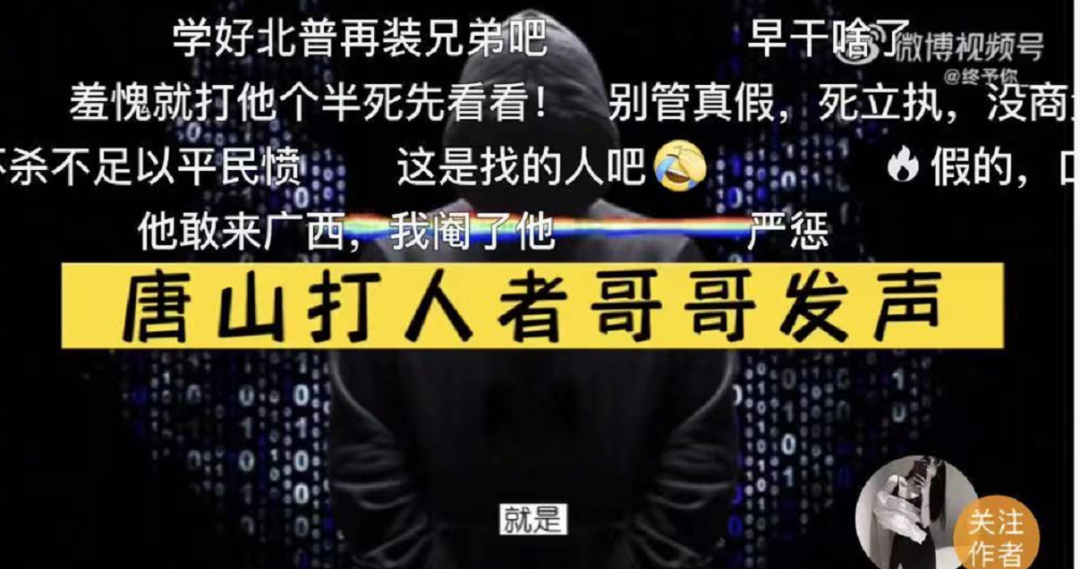 学好北普再装兄弟吧 早干啥了
微博视频号
@终予你
羞愧就打他个半死先看看! 别管真假，死立执，没商
杀不足以平民愤 这是找的人吧🤣 🔥假的，
他敢来广西，我阉了他 严惩
唐山打人者哥哥发声
就是
关注
作者